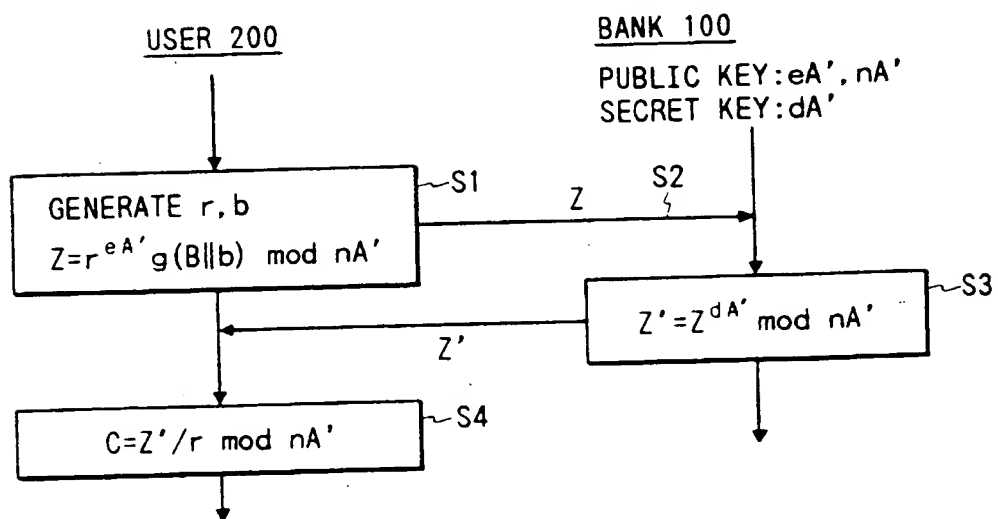 USER 200
BANK 100
PUBLIC KEY:eA',nA'
SECRET KEY:dA'
S1
GENERATE r,b
Z=r^eA' g(B‖b) mod nA'
Z
S2
S3
Z'=Z^dA' mod nA'
Z'
S4
C=Z'/r mod nA'